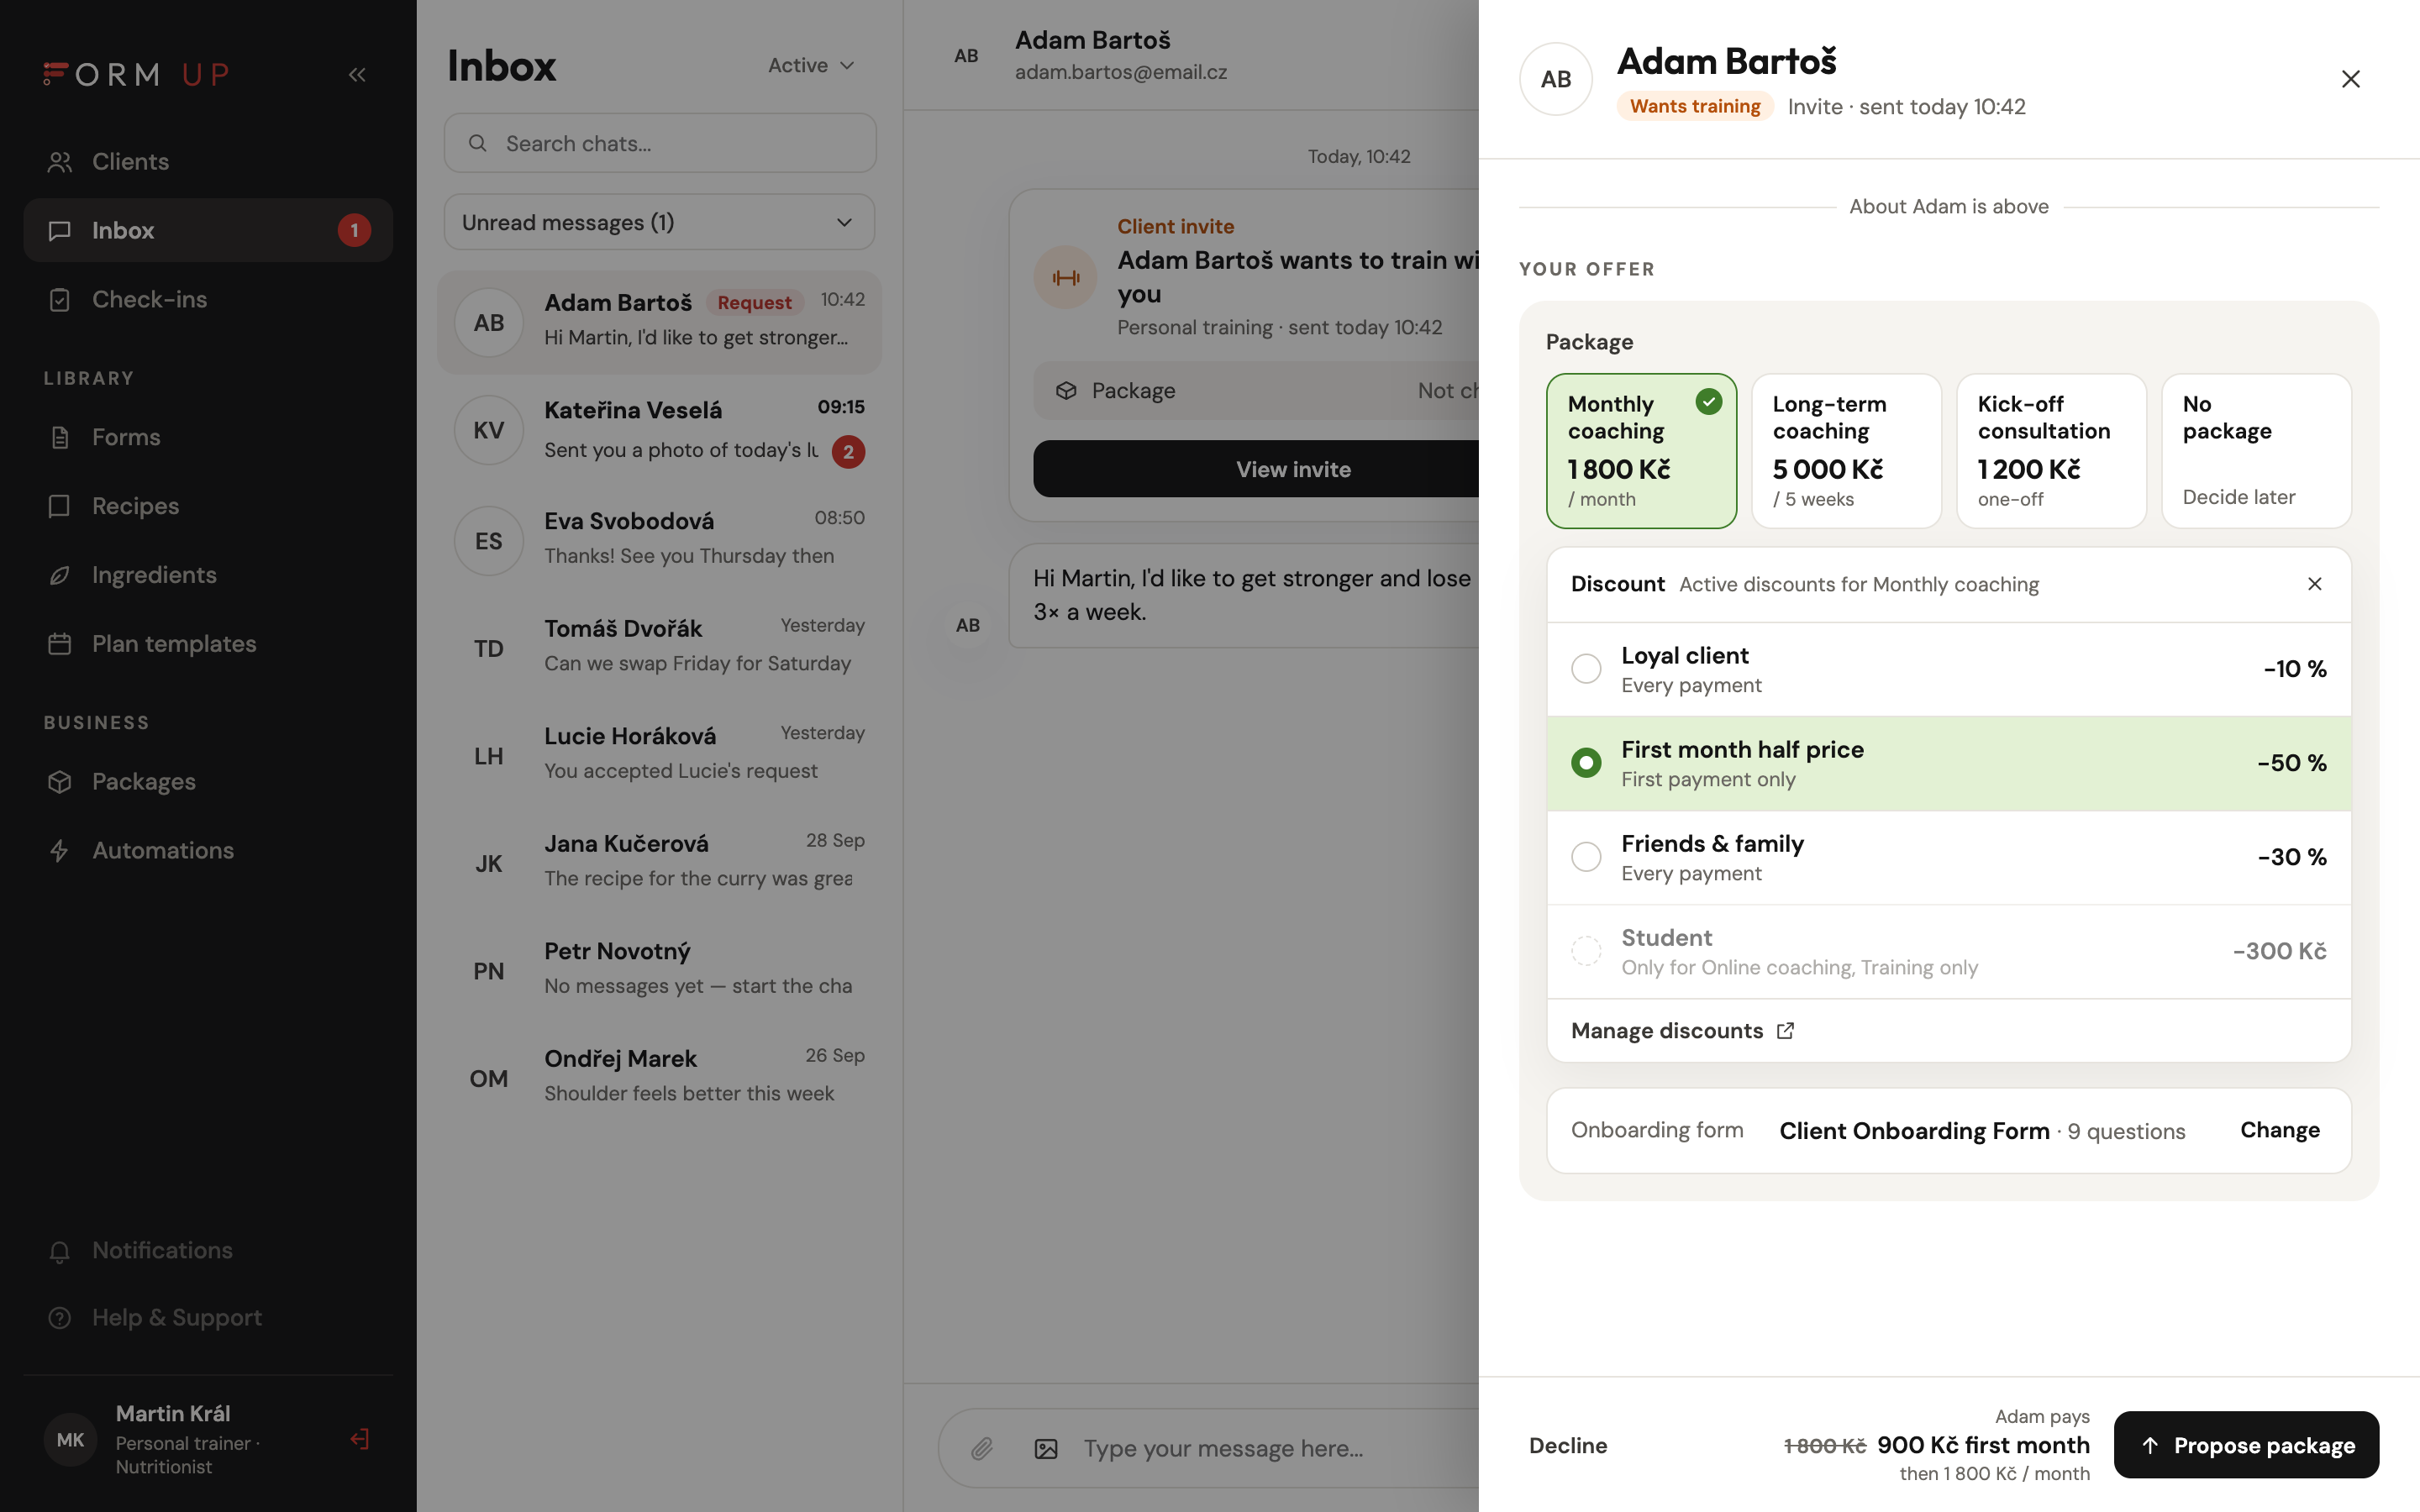 FORM UP
Clients
Inbox
1
Check-ins
LIBRARY
Forms
Recipes
Ingredients
Plan templates
BUSINESS
Packages
Automations
Notifications
Help & Support
MK
Martin Král
Personal trainer ·
Nutritionist
Inbox
Active
Search chats...
Unread messages (1)
AB
Adam Bartoš
Request
10:42
Hi Martin, I'd like to get stronger...
KV
Kateřina Veselá
09:15
Sent you a photo of today's lu
2
ES
Eva Svobodová
08:50
Thanks! See you Thursday then
TD
Tomáš Dvořák
Yesterday
Can we swap Friday for Saturday
LH
Lucie Horáková
Yesterday
You accepted Lucie's request
JK
Jana Kučerová
28 Sep
The recipe for the curry was grea
PN
Petr Novotný
No messages yet — start the cha
OM
Ondřej Marek
26 Sep
Shoulder feels better this week
AB
Adam Bartoš
adam.bartos@email.cz
Today, 10:42
Client invite
Adam Bartoš wants to train wi
you
Personal training · sent today 10:42
Package
Not ch
View invite
AB
Hi Martin, I'd like to get stronger and lose
3× a week.
Type your message here...
AB
Adam Bartoš
Wants training
Invite · sent today 10:42
About Adam is above
YOUR OFFER
Package
Monthly
coaching
1 800 Kč
/ month
Long-term
coaching
5 000 Kč
/ 5 weeks
Kick-off
consultation
1 200 Kč
one-off
No
package
Decide later
Discount
Active discounts for Monthly coaching
Loyal client
Every payment
−10 %
First month half price
First payment only
−50 %
Friends & family
Every payment
−30 %
Student
Only for Online coaching, Training only
−300 Kč
Manage discounts
Onboarding form
Client Onboarding Form · 9 questions
Change
Decline
Adam pays
1 800 Kč 900 Kč first month
then 1 800 Kč / month
Propose package